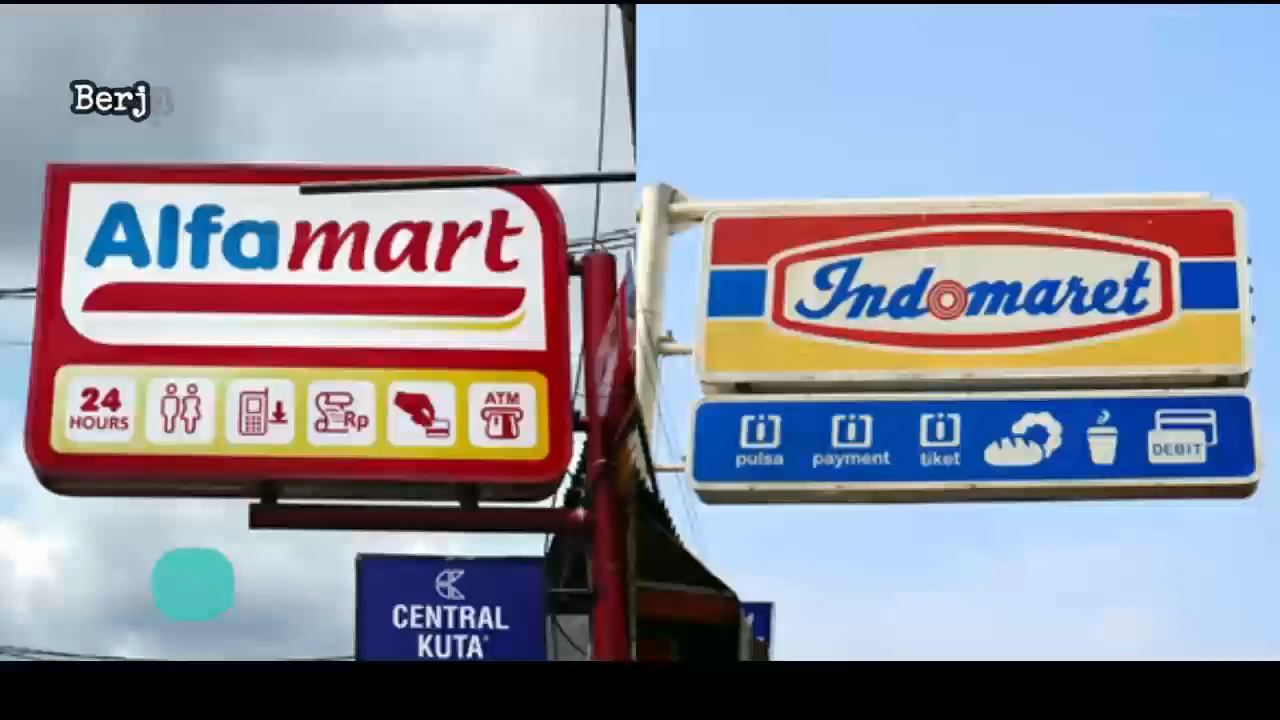 Berj
Alfamart
24
HOURS
Rp
ATM
CENTRAL
KUTA
Indomaret
pulsa
payment
tiket
DEBIT